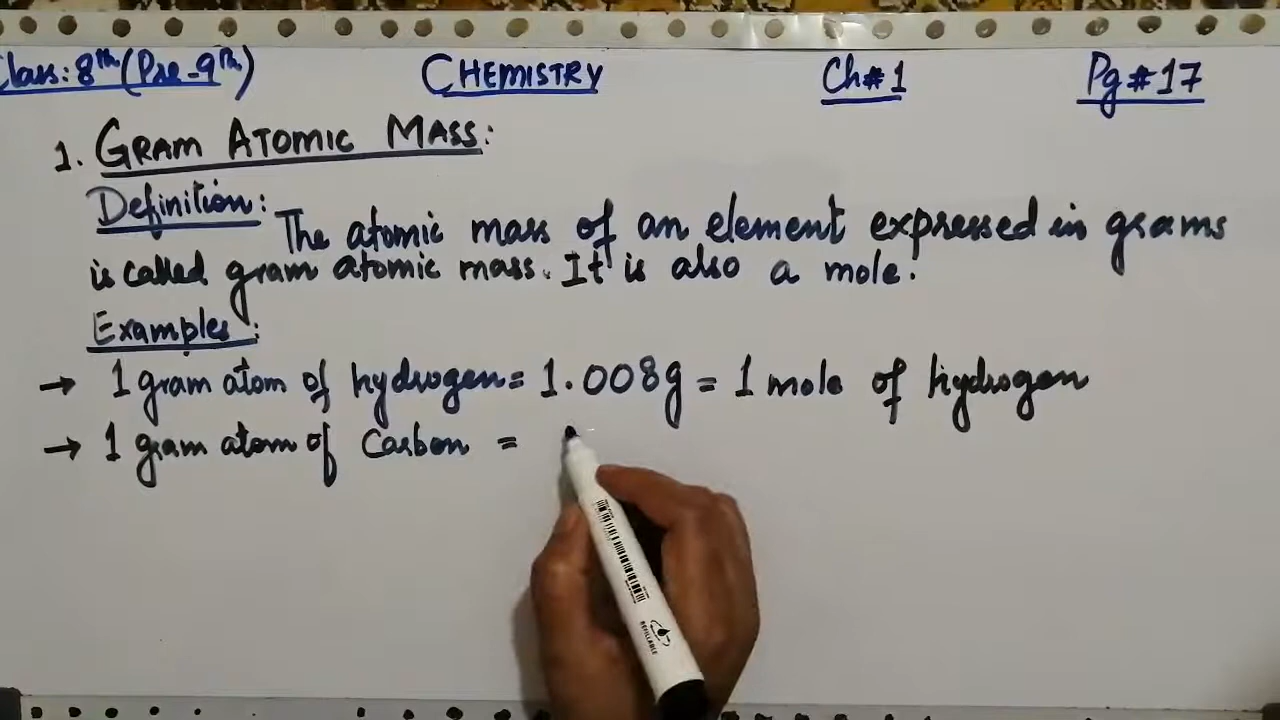 Class: 8th (Pre-9th) CHEMISTRY Ch#1 Pg#17
1. GRAM ATOMIC MASS:
Definition:
The atomic mass of an element expressed in grams
is called gram atomic mass. It is also a mole.
Examples:
→ 1 gram atom of hydrogen = 1.008g = 1 mole of hydrogen
→ 1 gram atom of Carbon =
REFILLABLE